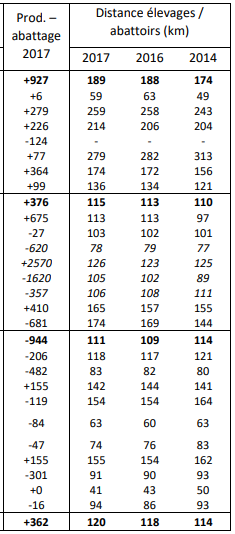 Prod. – abattage 2017 Distance élevages / abattoirs (km)
2017 2016 2014
+927 189 188 174
+6 59 63 49
+279 259 258 243
+226 214 206 204
-124 - - -
+77 279 282 313
+364 174 172 156
+99 136 134 121
+376 115 113 110
+675 113 113 97
-27 103 102 101
-620 78 79 77
+2570 126 123 125
-1620 105 102 89
-357 106 108 111
+410 165 157 155
-681 174 169 144
-944 111 109 114
-206 118 117 121
-482 83 82 80
+155 142 144 141
-119 154 154 164
-84 63 60 63
-47 74 76 83
+155 155 154 162
-301 91 90 93
+0 41 43 50
-16 94 86 93
+362 120 118 114